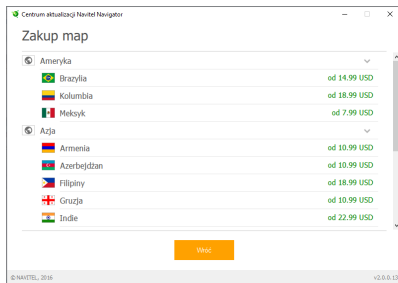 Centrum aktualizacji Navitel Navigator
Zakup map
Ameryka
Brazylia od 14.99 USD
Kolumbia od 18.99 USD
Meksyk od 7.99 USD
Azja
Armenia od 10.99 USD
Azerbejdżan od 10.99 USD
Filipiny od 18.99 USD
Gruzja od 10.99 USD
Indie od 22.99 USD
Wróć
© NAVITEL, 2016 v2.0.0.13